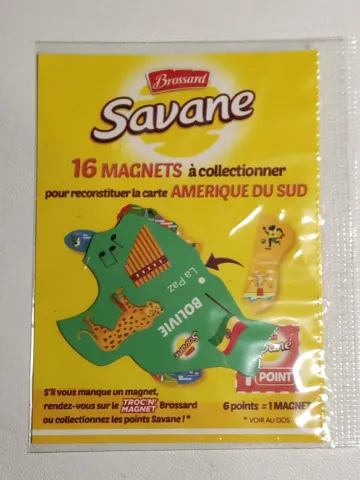 Brossard
Savane
16 MAGNETS à collectionner
pour reconstituer la carte AMERIQUE DU SUD
La Paz
BOLIVIE
Savane
POINT
S'il vous manque un magnet,
rendez-vous sur le TROC'N' MAGNET Brossard
ou collectionnez les points Savane ! *
6 points = 1 MAGNET
* VOIR AU DOS